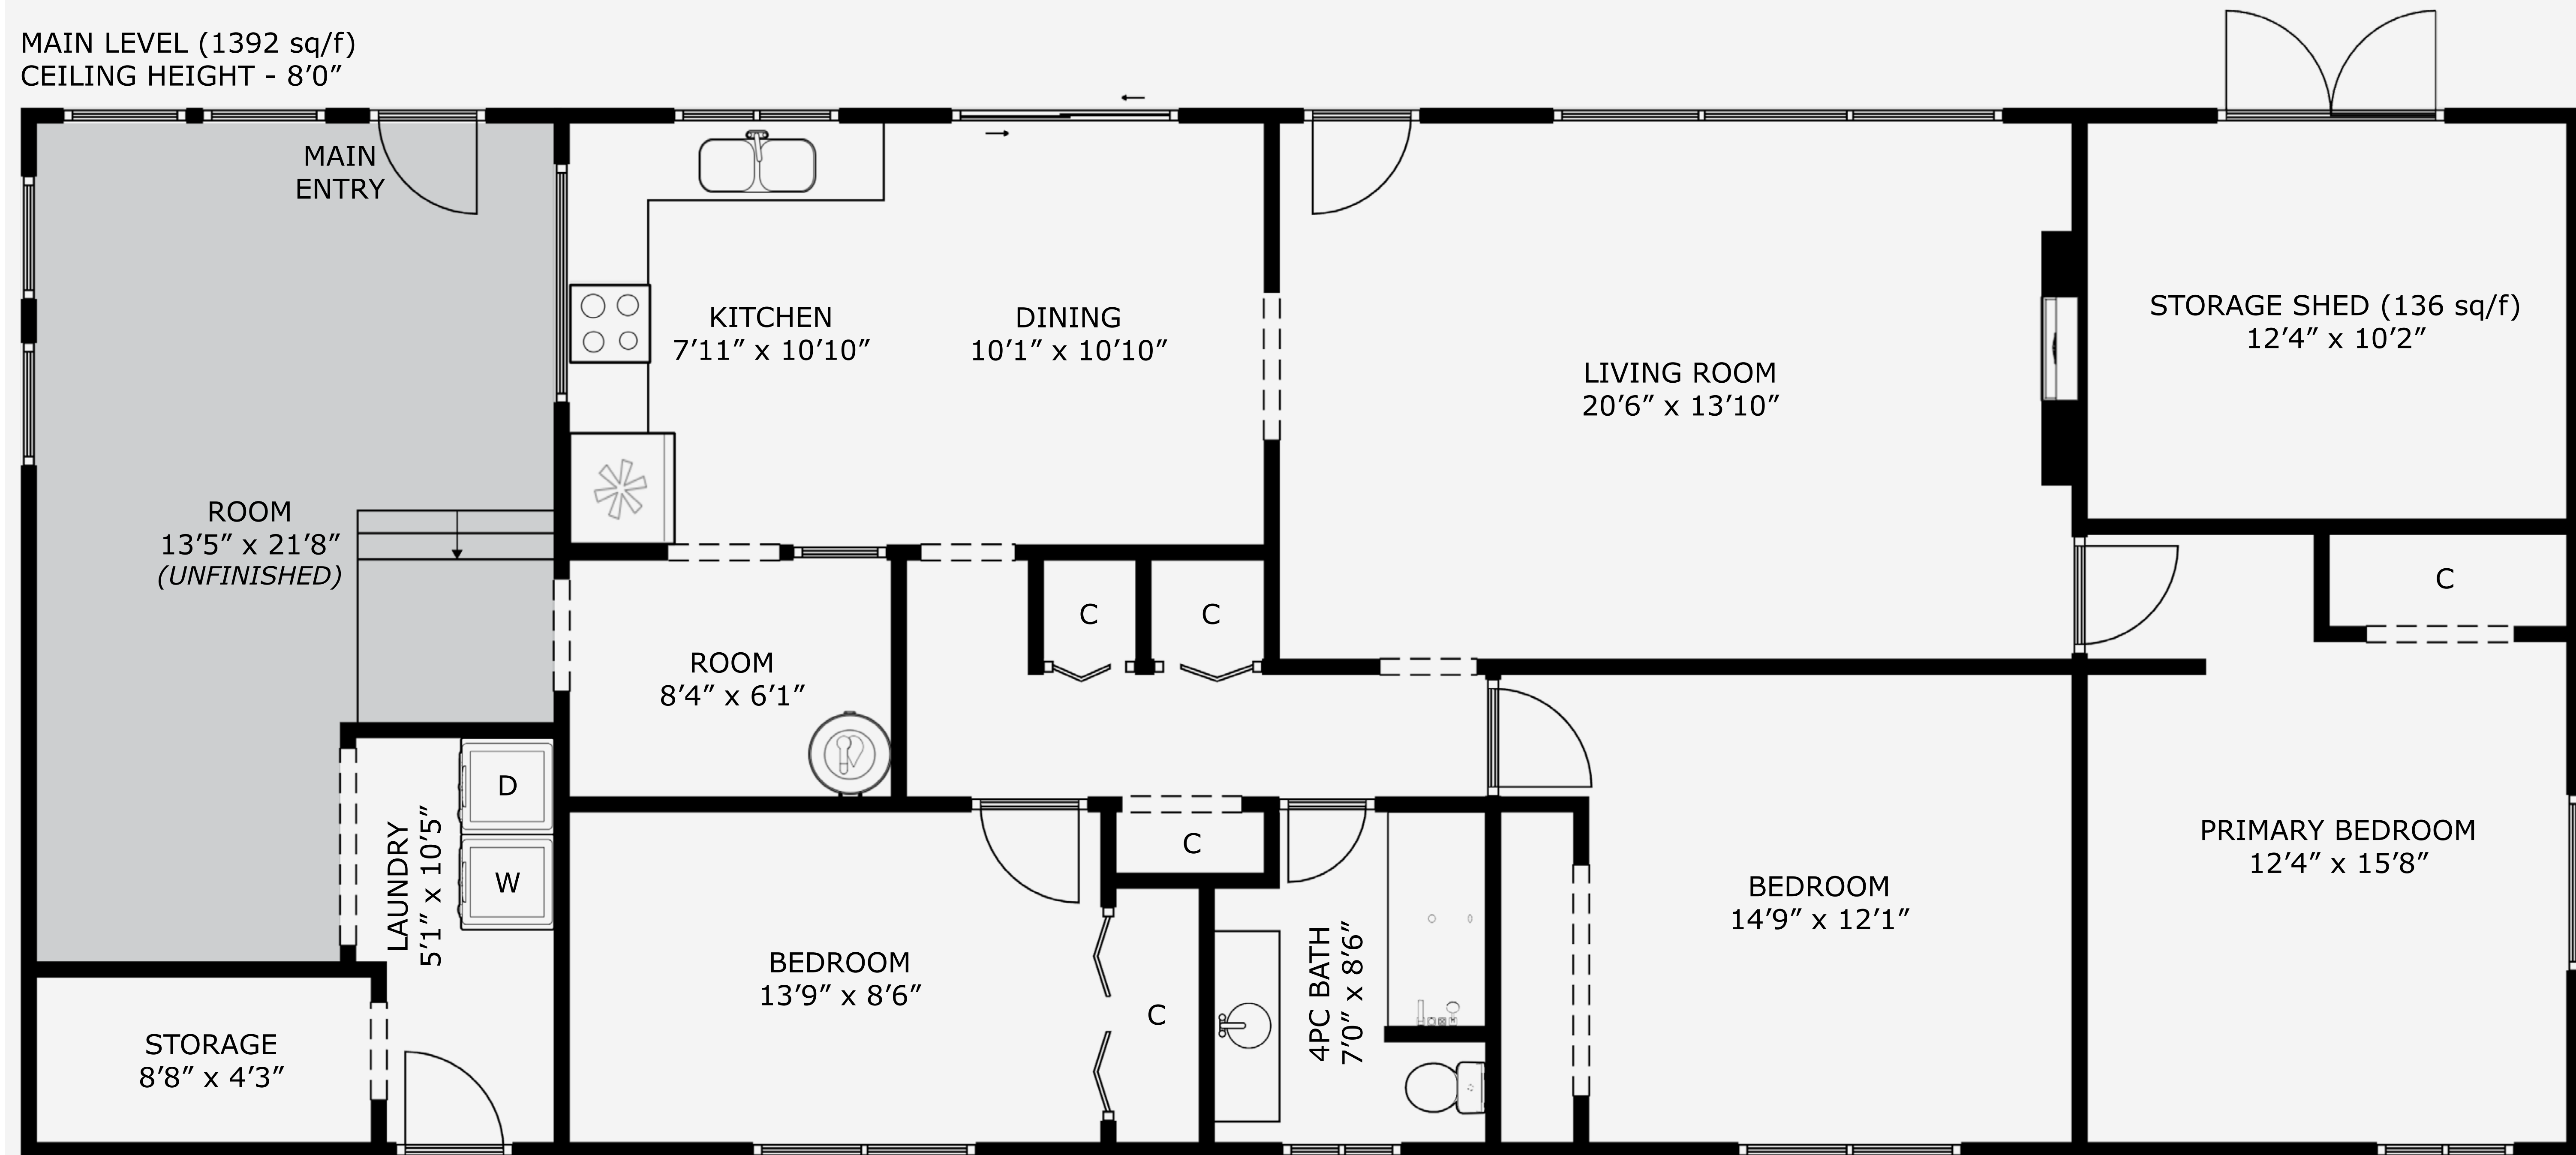 MAIN LEVEL (1392 sq/f)
CEILING HEIGHT - 8’0”
MAIN
ENTRY
KITCHEN
7’11” x 10’10”
DINING
10’1” x 10’10”
LIVING ROOM
20’6” x 13’10”
STORAGE SHED (136 sq/f)
12’4” x 10’2”
ROOM
13’5” x 21’8”
(UNFINISHED)
C
C
C
ROOM
8’4” x 6’1”
D
W
LAUNDRY
5’1” x 10’5”
C
PRIMARY BEDROOM
12’4” x 15’8”
BEDROOM
14’9” x 12’1”
BEDROOM
13’9” x 8’6”
C
4PC BATH
7’0” x 8’6”
STORAGE
8’8” x 4’3”